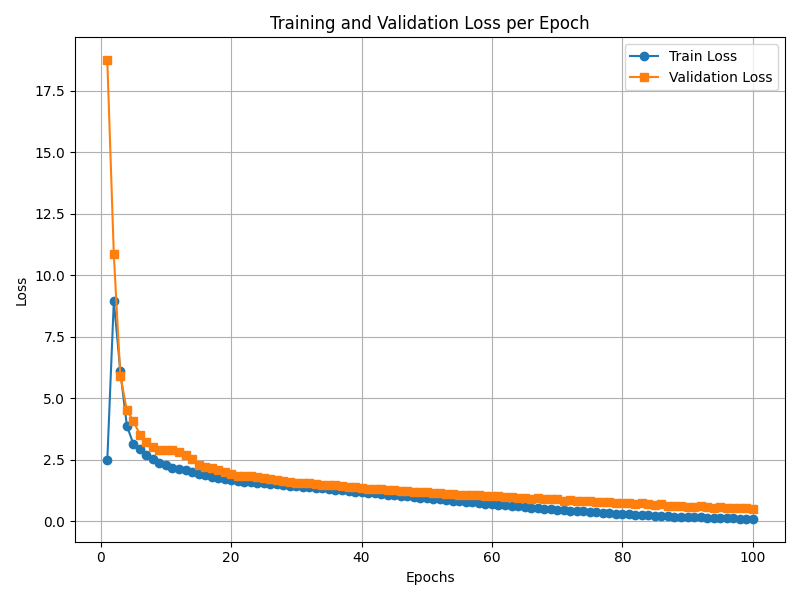 Training and Validation Loss per Epoch
Train Loss
Validation Loss
17.5
15.0
12.5
10.0
7.5
5.0
2.5
0.0
Loss
0 20 40 60 80 100
Epochs